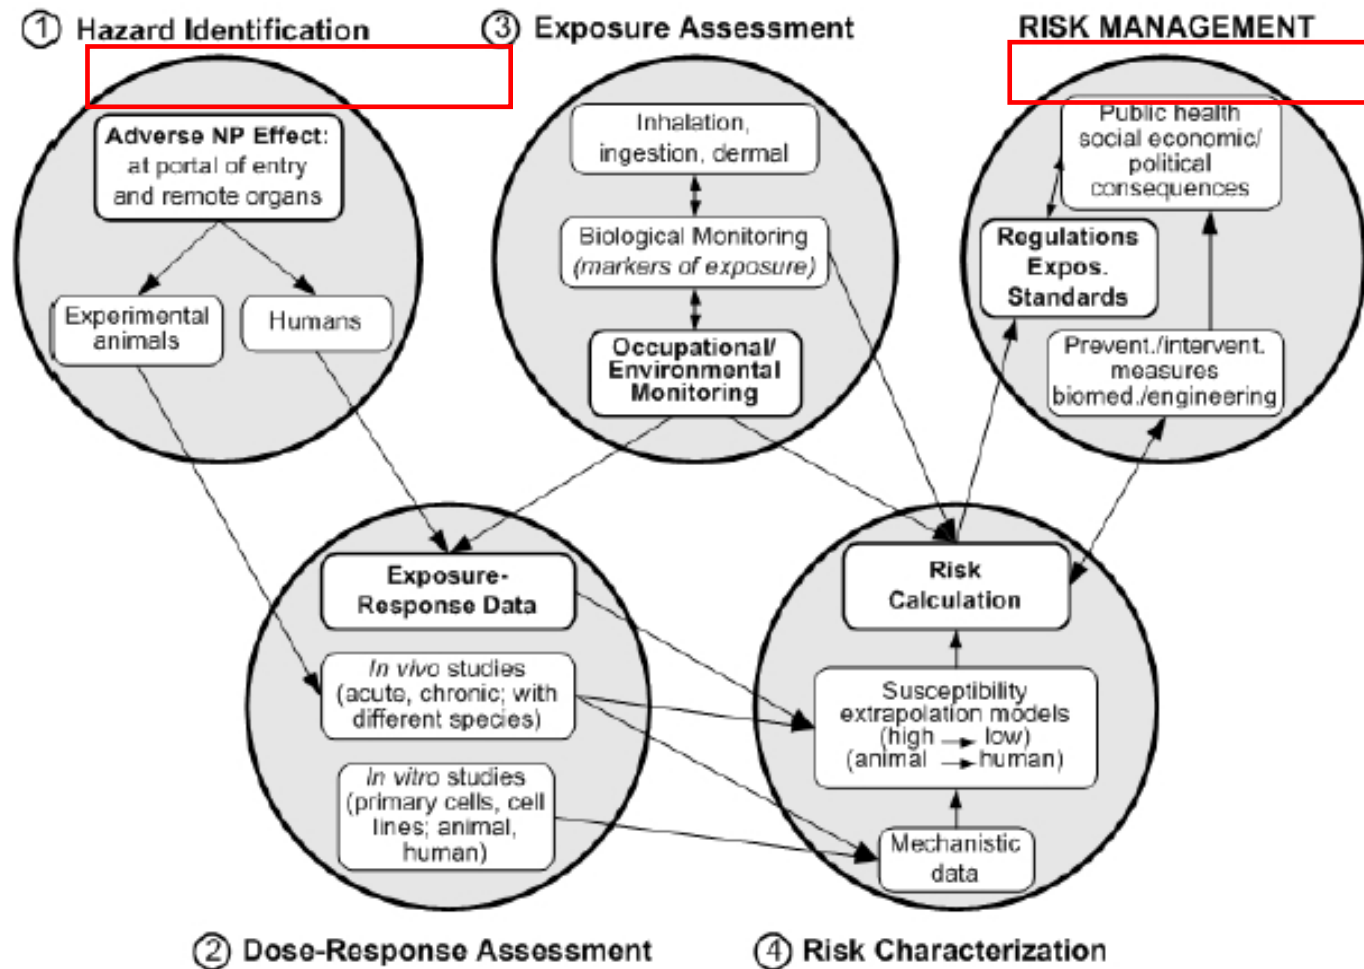 ① Hazard Identification
Adverse NP Effect:
at portal of entry
and remote organs
Experimental
animals
Humans
③ Exposure Assessment
Inhalation,
ingestion, dermal
Biological Monitoring
(markers of exposure)
Occupational/
Environmental
Monitoring
RISK MANAGEMENT
Public health
social economic/
political
consequences
Regulations
Expos.
Standards
Prevent./intervent.
measures
biomed./engineering
Exposure-
Response Data
In vivo studies
(acute, chronic; with
different species)
In vitro studies
(primary cells, cell
lines; animal,
human)
② Dose-Response Assessment
Risk
Calculation
Susceptibility
extrapolation models
(high → low)
(animal → human)
Mechanistic
data
④ Risk Characterization